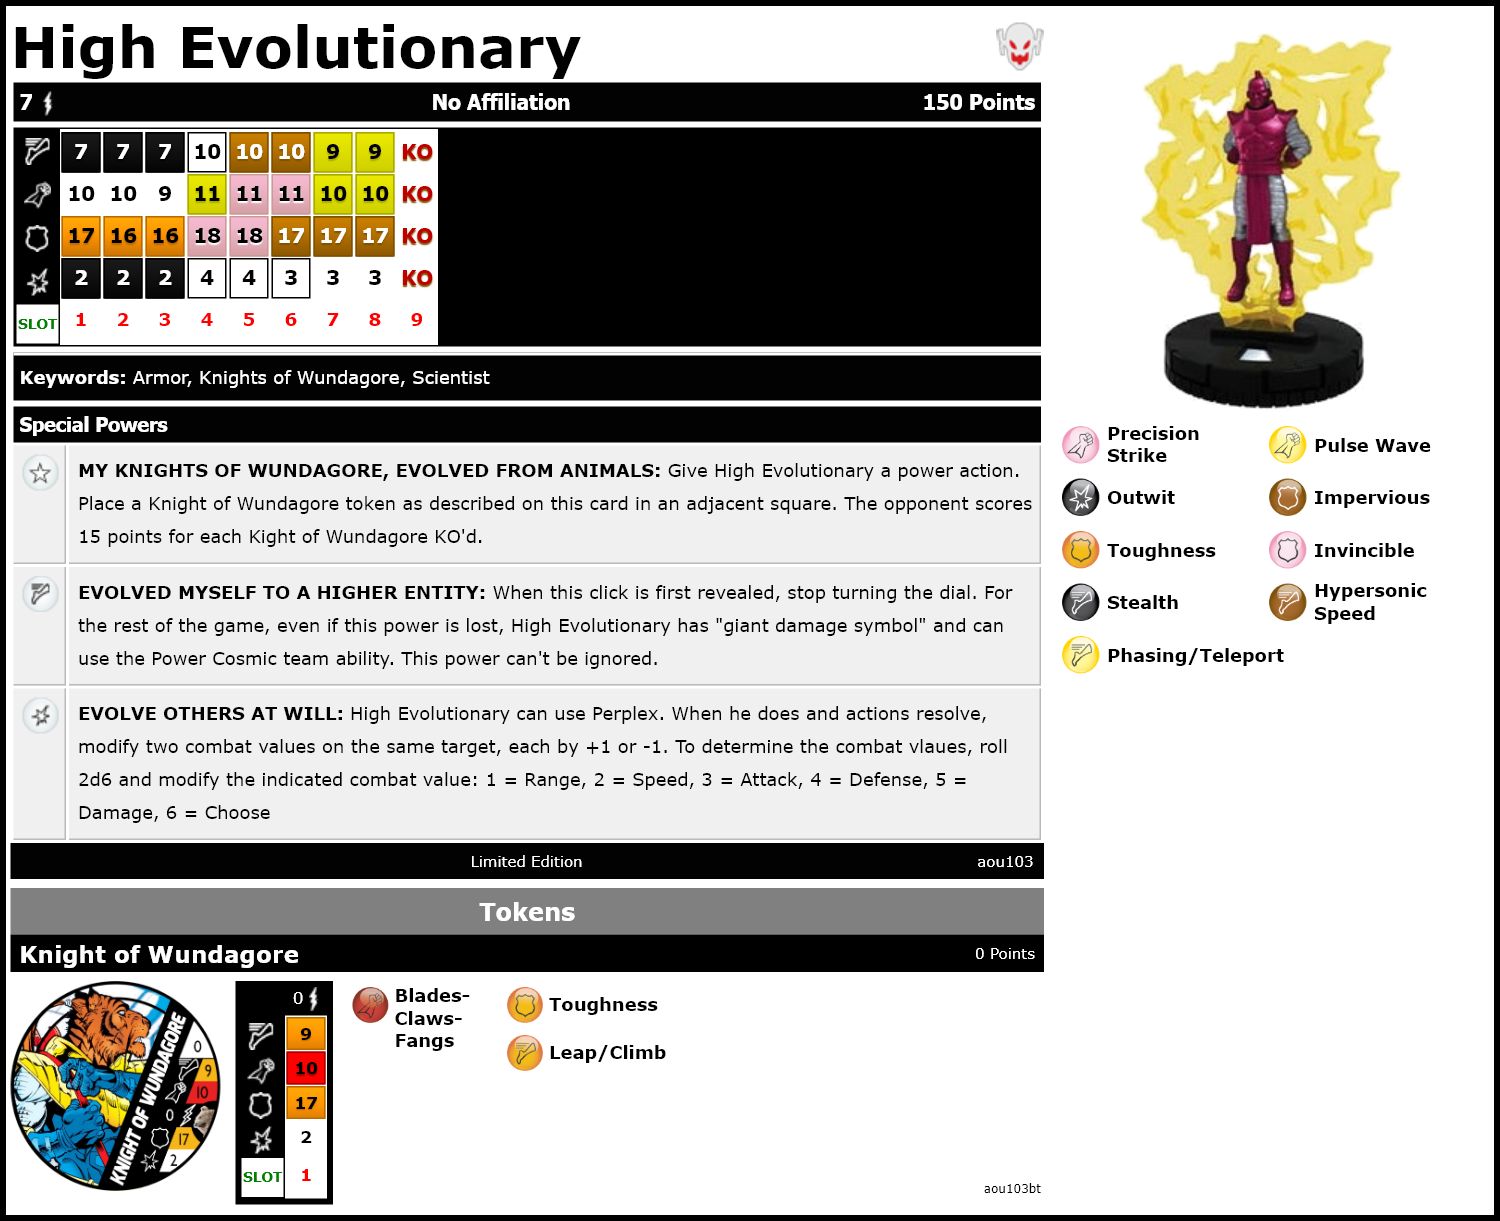 High Evolutionary
7 No Affiliation 150 Points
7 7 7 10 10 10 9 9 KO
10 10 9 11 11 11 10 10 KO
17 16 16 18 18 17 17 17 KO
2 2 2 4 4 3 3 3 KO
SLOT 1 2 3 4 5 6 7 8 9
Keywords: Armor, Knights of Wundagore, Scientist
Special Powers
MY KNIGHTS OF WUNDAGORE, EVOLVED FROM ANIMALS: Give High Evolutionary a power action.
Place a Knight of Wundagore token as described on this card in an adjacent square. The opponent scores
15 points for each Kight of Wundagore KO'd.
EVOLVED MYSELF TO A HIGHER ENTITY: When this click is first revealed, stop turning the dial. For
the rest of the game, even if this power is lost, High Evolutionary has "giant damage symbol" and can
use the Power Cosmic team ability. This power can't be ignored.
EVOLVE OTHERS AT WILL: High Evolutionary can use Perplex. When he does and actions resolve,
modify two combat values on the same target, each by +1 or -1. To determine the combat vlaues, roll
2d6 and modify the indicated combat value: 1 = Range, 2 = Speed, 3 = Attack, 4 = Defense, 5 =
Damage, 6 = Choose
Limited Edition aou103
Precision
Strike
Pulse Wave
Outwit
Impervious
Toughness
Invincible
Stealth
Hypersonic
Speed
Phasing/Teleport
Tokens
Knight of Wundagore 0 Points
KNIGHT OF WUNDAGORE
0
9
10
0
17
2
0
9
10
17
2
SLOT 1
Blades-
Claws-
Fangs
Toughness
Leap/Climb
aou103bt